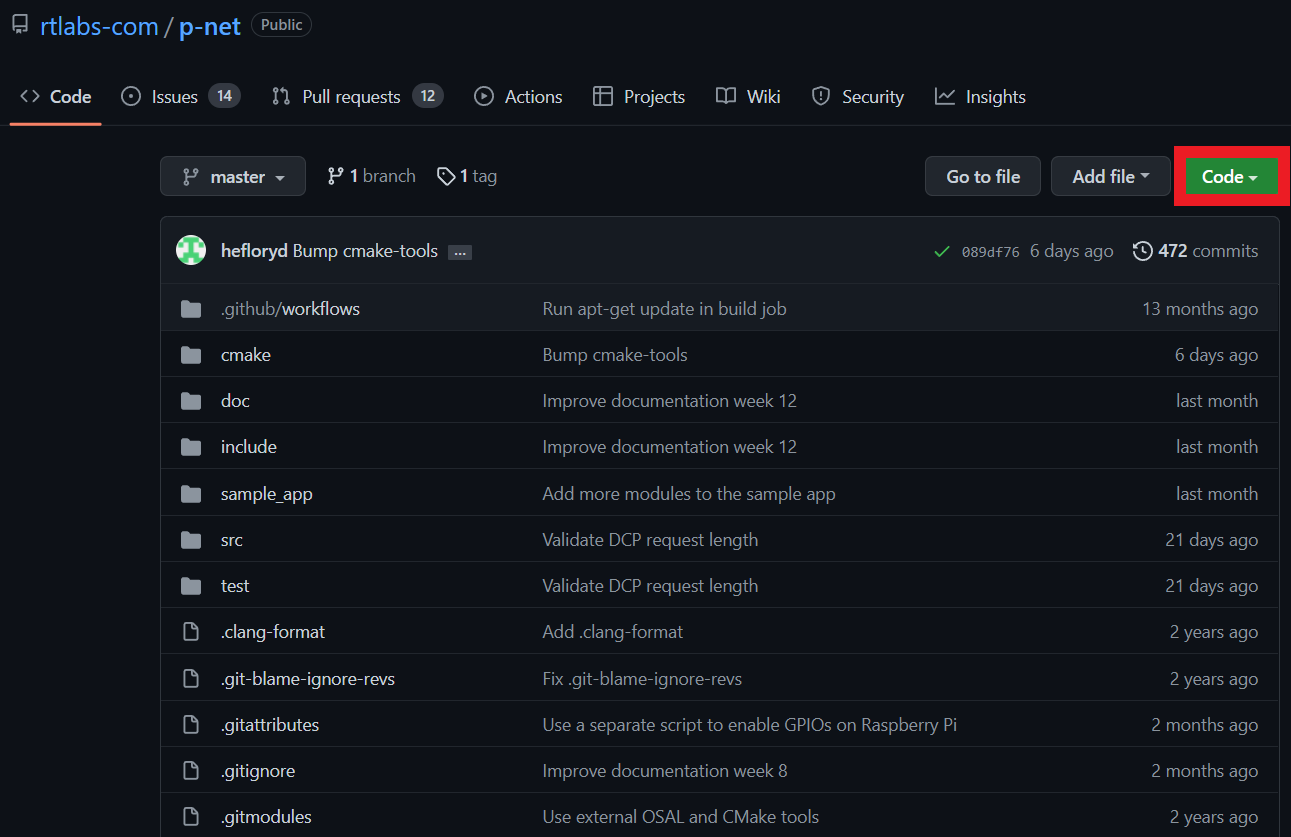 rtlabs-com / p-net Public
Code Issues 14 Pull requests 12 Actions Projects Wiki Security Insights
master 1 branch 1 tag Go to file Add file Code
hefloryd Bump cmake-tools ... 089df76 6 days ago 472 commits
.github/workflows Run apt-get update in build job 13 months ago
cmake Bump cmake-tools 6 days ago
doc Improve documentation week 12 last month
include Improve documentation week 12 last month
sample_app Add more modules to the sample app last month
src Validate DCP request length 21 days ago
test Validate DCP request length 21 days ago
.clang-format Add .clang-format 2 years ago
.git-blame-ignore-revs Fix .git-blame-ignore-revs 2 years ago
.gitattributes Use a separate script to enable GPIOs on Raspberry Pi 2 months ago
.gitignore Improve documentation week 8 2 months ago
.gitmodules Use external OSAL and CMake tools 2 years ago